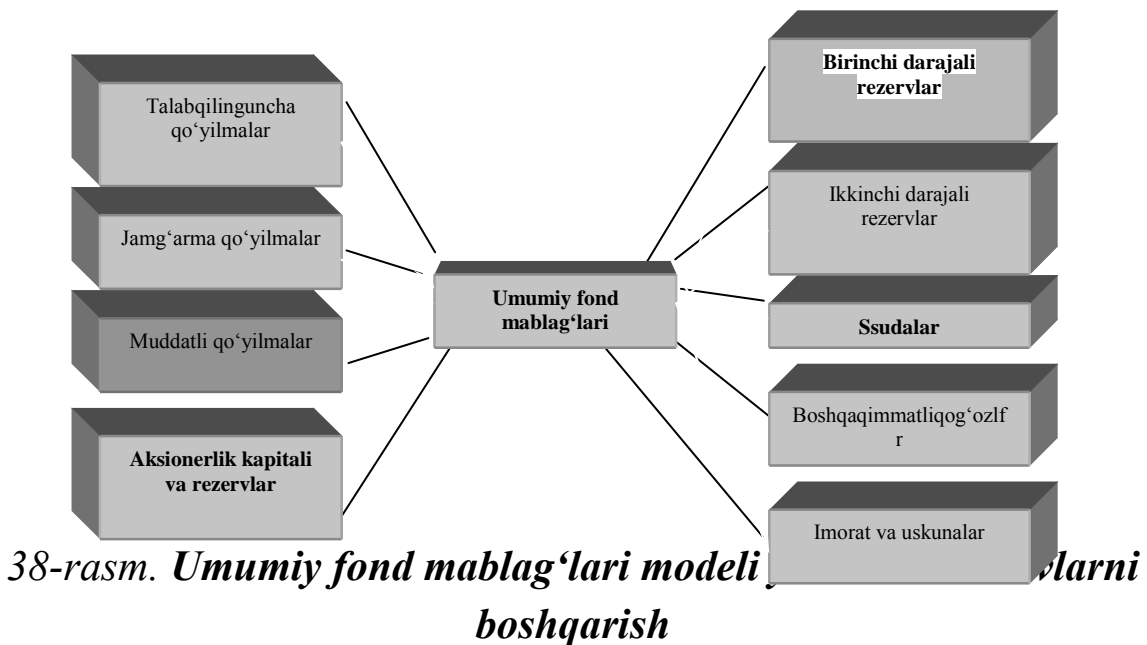 Talabqilinguncha
qo‘yilmalar
Jamg‘arma qo‘yilmalar
Muddatli qo‘yilmalar
Aksionerlik kapitali
va rezervlar
Umumiy fond
mablag‘lari
Birinchi darajali
rezervlar
Ikkinchi darajali
rezervlar
Ssudalar
Boshqaqimmatliqog‘ozlf
r
Imorat va uskunalar
38-rasm. Umumiy fond mablag‘lari modeli
boshqarish